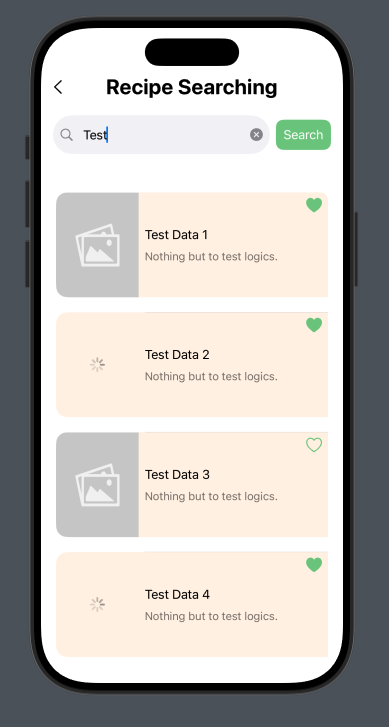 Recipe Searching
Test
Search
Test Data 1
Nothing but to test logics.
Test Data 2
Nothing but to test logics.
Test Data 3
Nothing but to test logics.
Test Data 4
Nothing but to test logics.